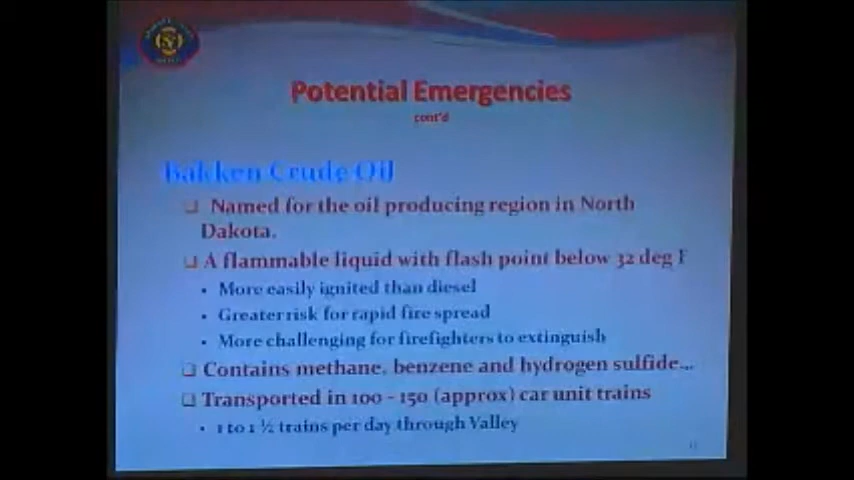 Potential Emergencies
cont'd
Bakken Crude Oil
❑ Named for the oil producing region in North
Dakota.
❑ A flammable liquid with flash point below 32 deg F
• More easily ignited than diesel
• Greater risk for rapid fire spread
• More challenging for firefighters to extinguish
❑ Contains methane, benzene and hydrogen sulfide...
❑ Transported in 100 - 150 (approx) car unit trains
• 1 to 1 ½ trains per day through Valley